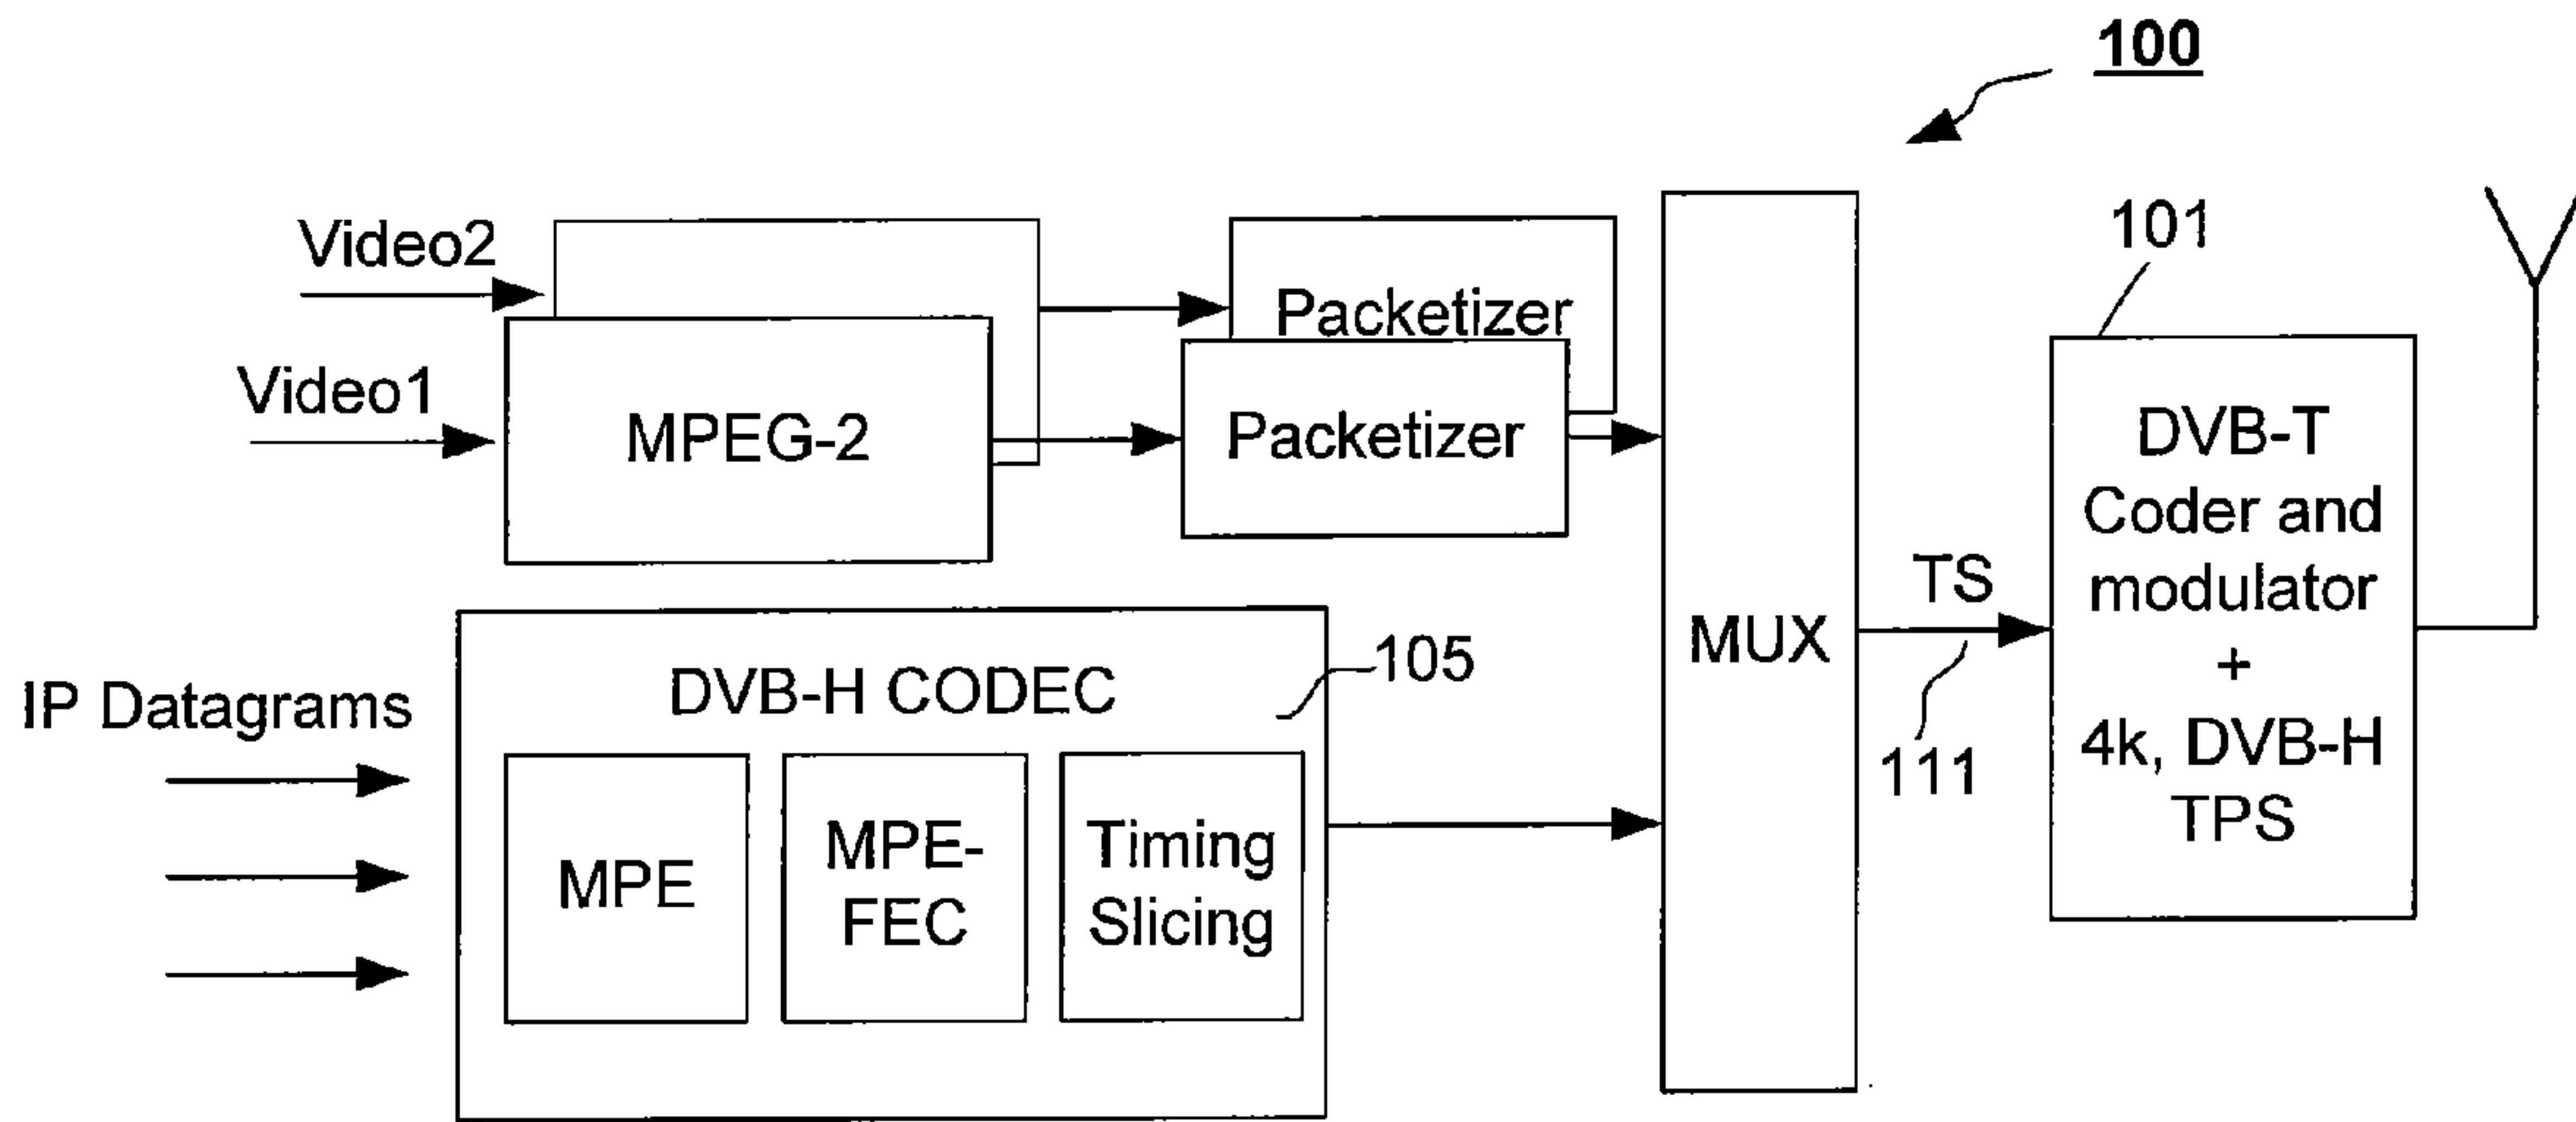 100
Video2
Video1
MPEG-2
Packetizer
Packetizer
MUX
TS
111
101
DVB-T
Coder and
modulator
+
4k, DVB-H
TPS
IP Datagrams
DVB-H CODEC
105
MPE
MPE-
FEC
Timing
Slicing